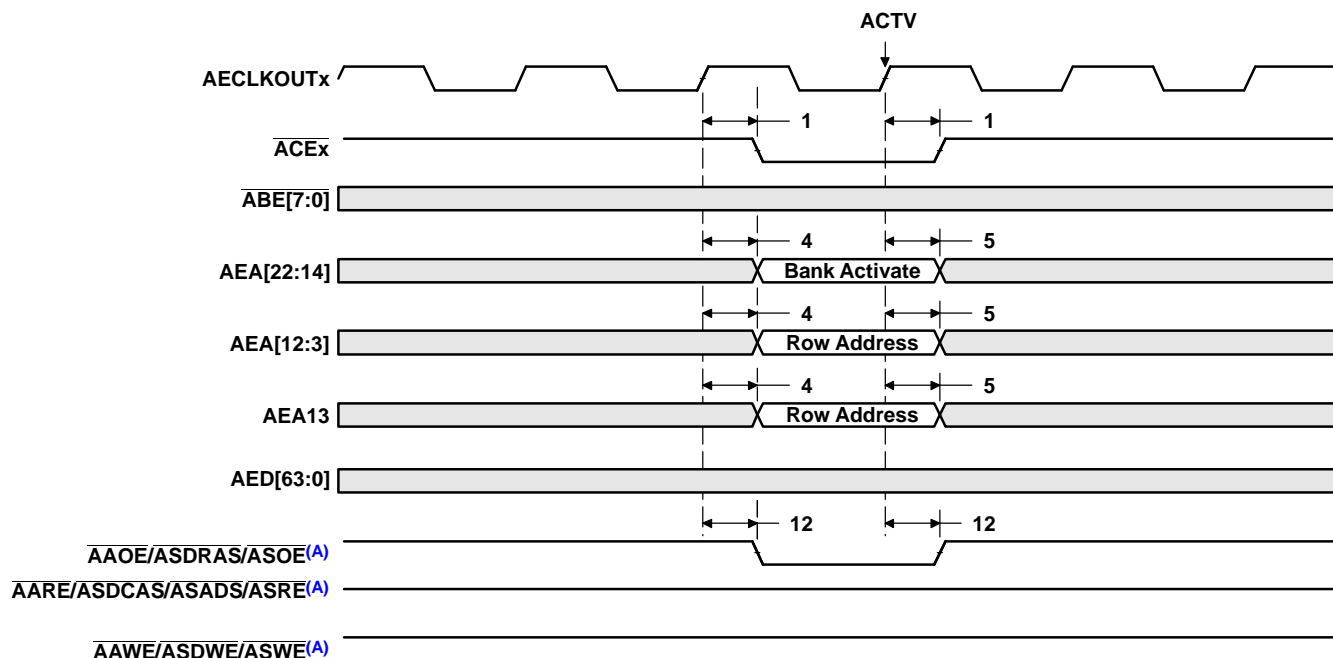 ACTV
AECLKOUTx
1 1
ACEx
ABE[7:0]
4 5
AEA[22:14] Bank Activate
4 5
AEA[12:3] Row Address
4 5
AEA13 Row Address
AED[63:0]
12 12
AAOE/ASDRAS/ASOE(A)
AARE/ASDCAS/ASADS/ASRE(A)
AAWE/ASDWE/ASWE(A)